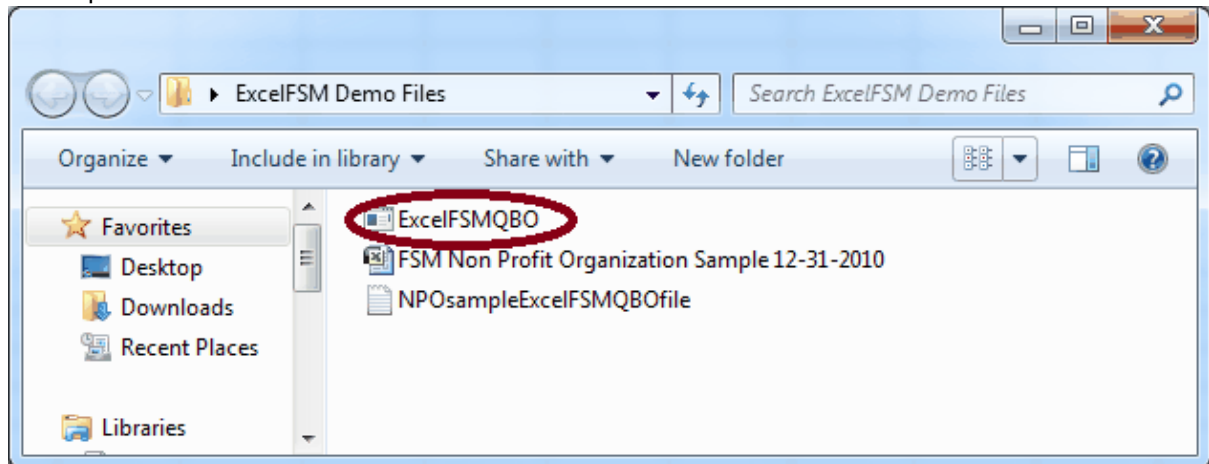 ExcelFSM Demo Files Search ExcelFSM Demo Files
Organize Include in library Share with New folder
Favorites
Desktop
Downloads
Recent Places
Libraries
ExcelFSMQBO
FSM Non Profit Organization Sample 12-31-2010
NPOsampleExcelFSMQBOfile